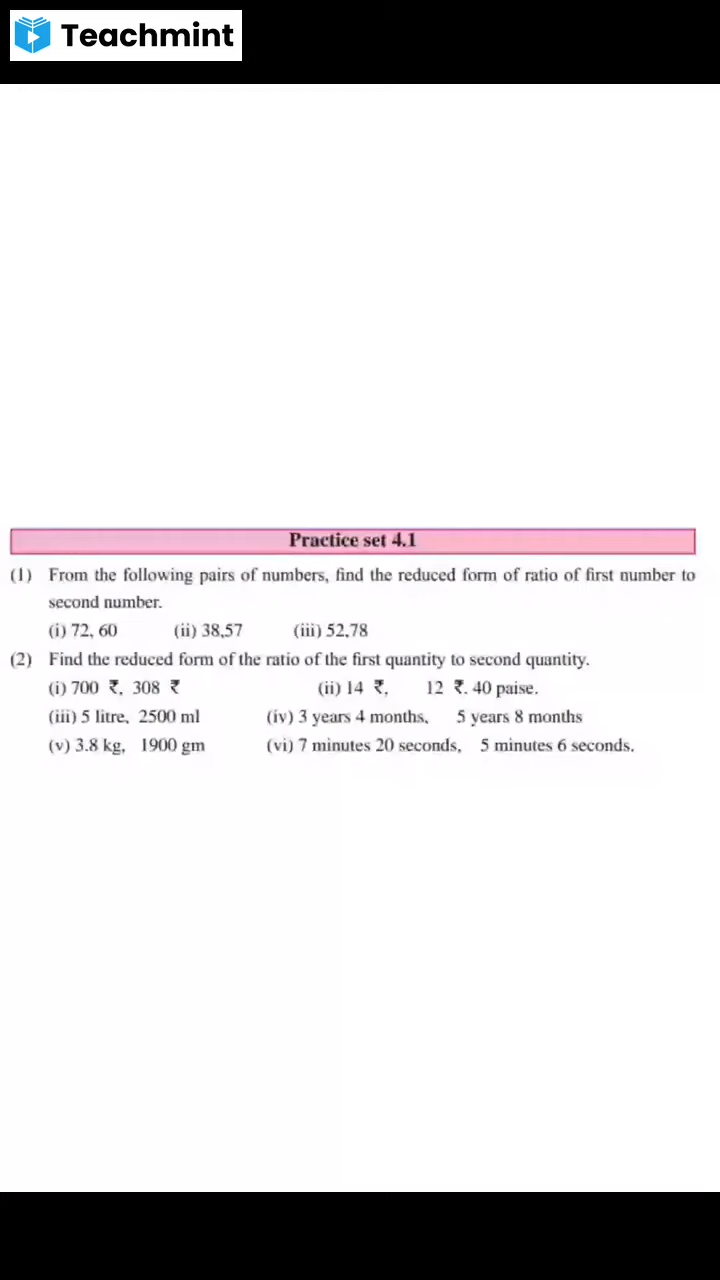 Teachmint
Practice set 4.1
(1) From the following pairs of numbers, find the reduced form of ratio of first number to
second number.
(i) 72, 60 (ii) 38,57 (iii) 52,78
(2) Find the reduced form of the ratio of the first quantity to second quantity.
(i) 700 ₹, 308 ₹ (ii) 14 ₹, 12 ₹. 40 paise.
(iii) 5 litre, 2500 ml (iv) 3 years 4 months, 5 years 8 months
(v) 3.8 kg, 1900 gm (vi) 7 minutes 20 seconds, 5 minutes 6 seconds.